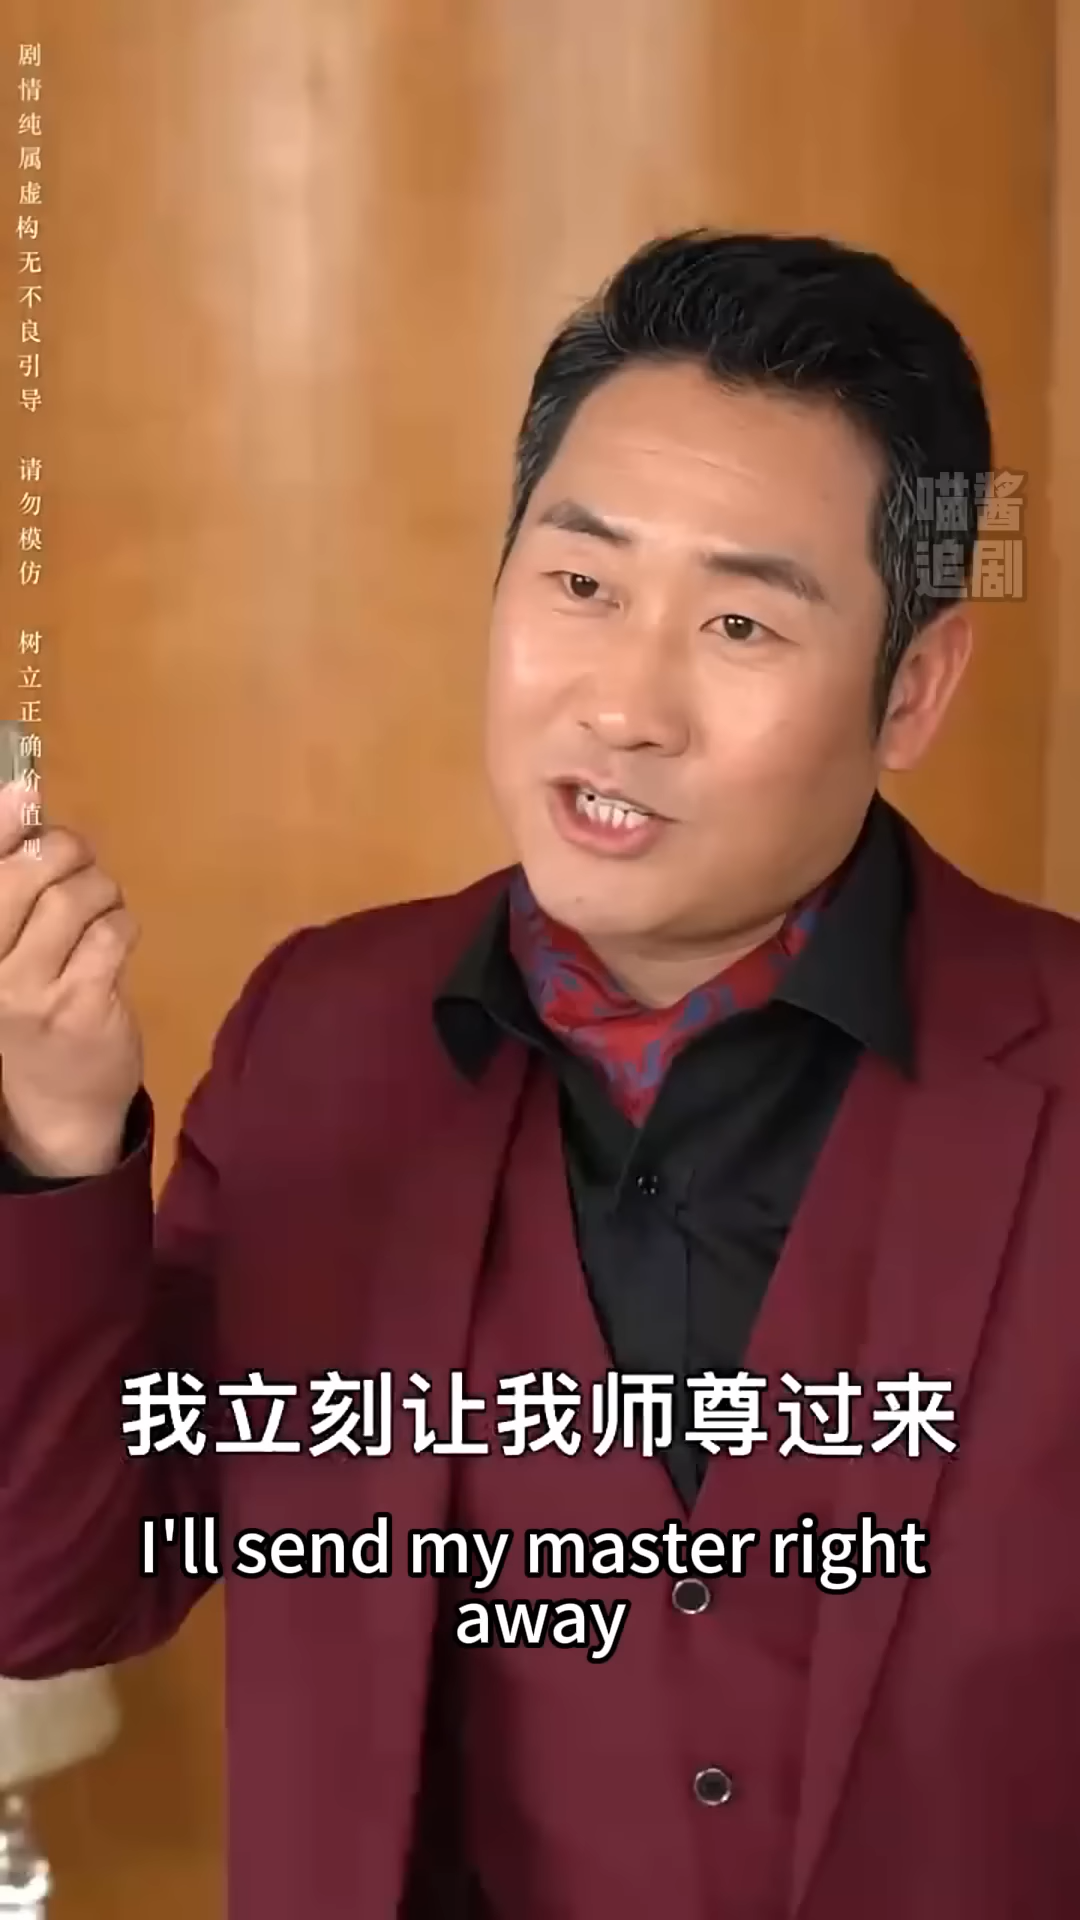 剧情纯属虚构无不良引导 请勿模仿 树立正确价值观
喵酱
追剧
我立刻让我师尊过来
I'll send my master right
away